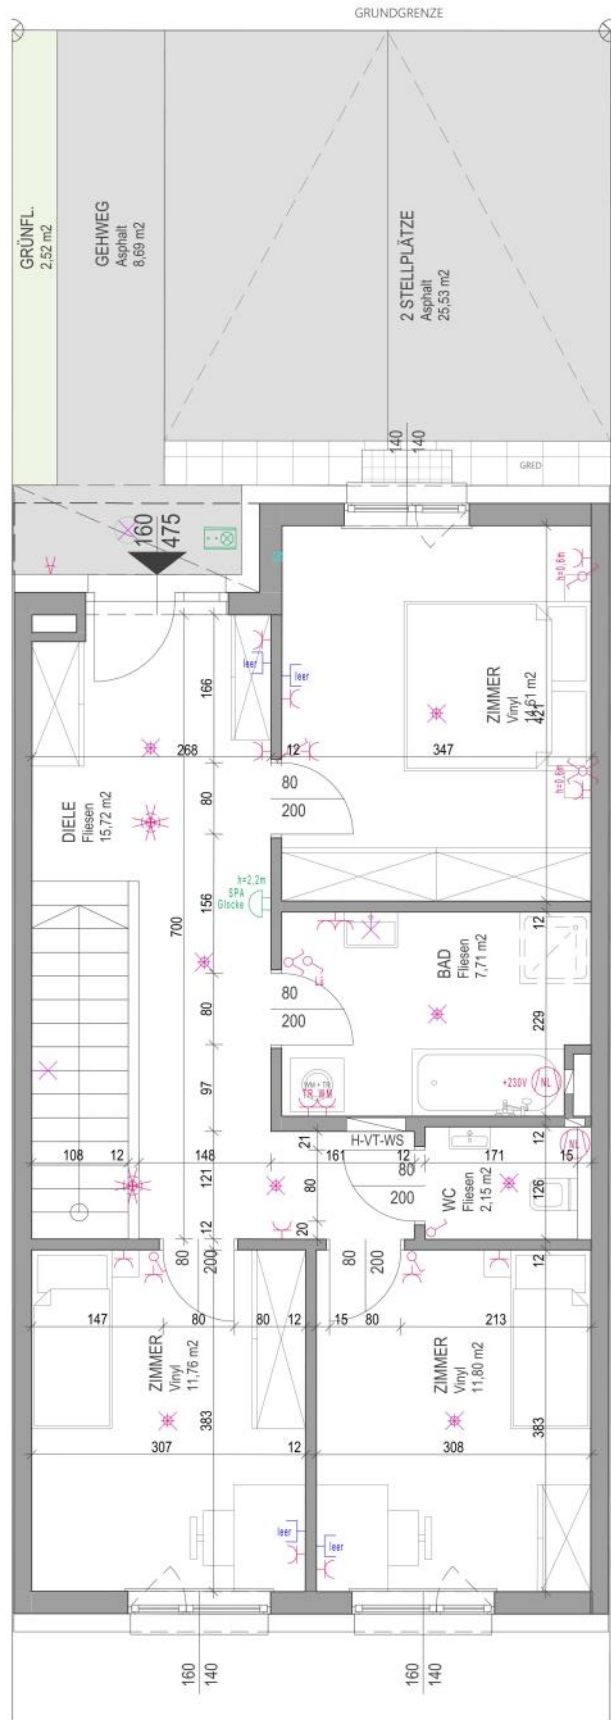 GRUNDGRENZE
GRÜNFL.
2,52 m2
GEHWEG
Asphalt
8,69 m2
2 STELLPLÄTZE
Asphalt
25,53 m2
140
140
GRED
160
475
h=0,6m
leer
leer
166
ZIMMER
Vinyl
14,61 m2
421
268
12
347
h=0,6m
80
80
200
DIELE
Fliesen
15,72 m2
h=2,2m
SPA
Glocke
156
700
12
BAD
Fliesen
7,71 m2
Li
80
80
200
229
WM + TR
TR
WM
+230V
NL
97
H-VT-WS
21
12
NL
108
12
148
161
12
80
171
15
121
80
200
WC
Fliesen
2,15 m2
126
12
20
80
200
80
200
12
147
80
80
12
15
80
213
ZIMMER
Vinyl
11,76 m2
ZIMMER
Vinyl
11,80 m2
383
383
307
12
308
leer
leer
160
140
160
140